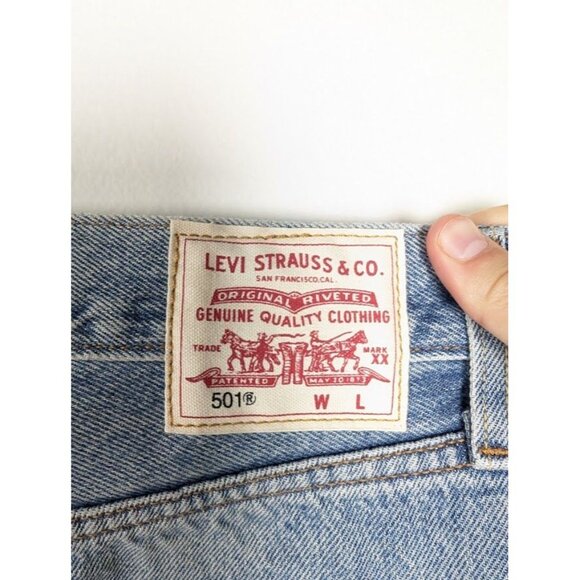 LEVI STRAUSS & CO.
SAN FRANCISCO, CAL.
ORIGINAL RIVETED
GENUINE QUALITY CLOTHING
TRADE MARK
XX
PATENTED MAY 20 1873
501® W L